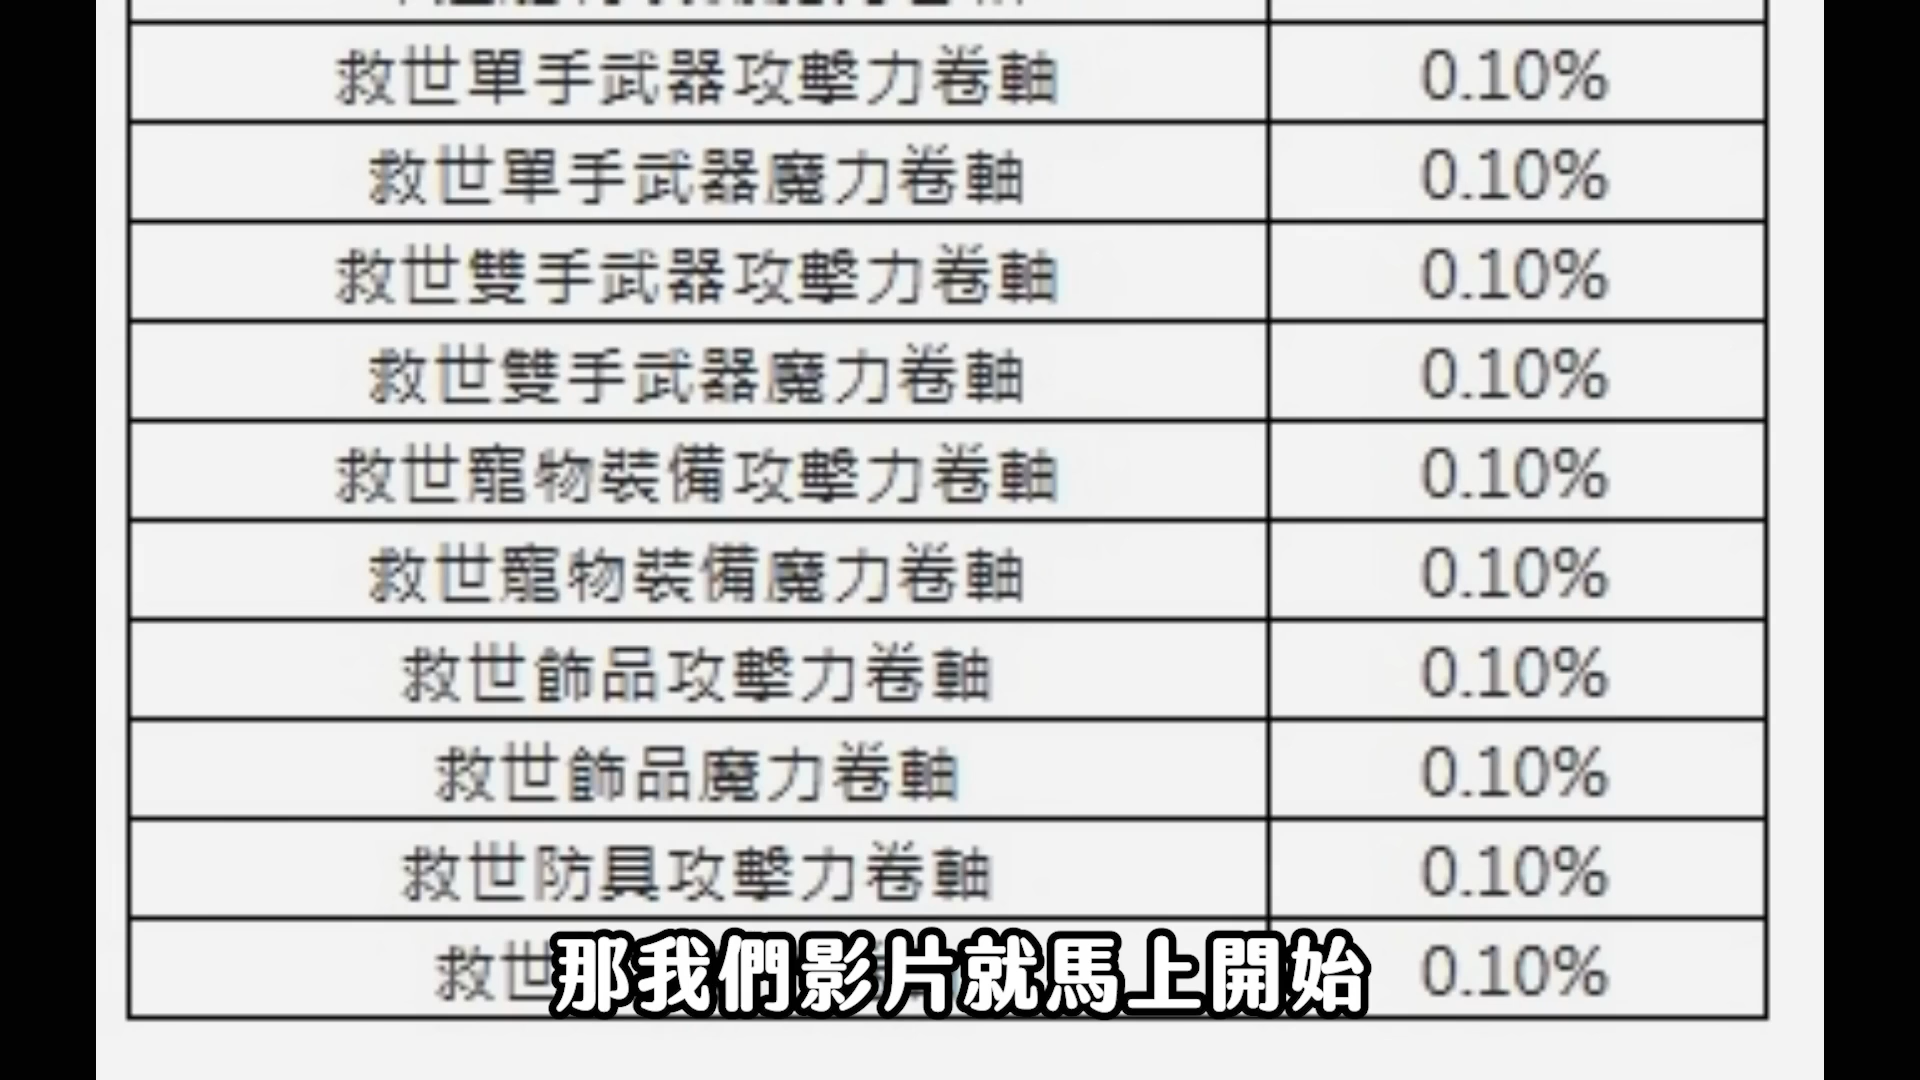 救世單手武器攻擊力卷軸 0.10%
救世單手武器魔力卷軸 0.10%
救世雙手武器攻擊力卷軸 0.10%
救世雙手武器魔力卷軸 0.10%
救世寵物裝備攻擊力卷軸 0.10%
救世寵物裝備魔力卷軸 0.10%
救世飾品攻擊力卷軸 0.10%
救世飾品魔力卷軸 0.10%
救世防具攻擊力卷軸 0.10%
救世 0.10%
那我們影片就馬上開始